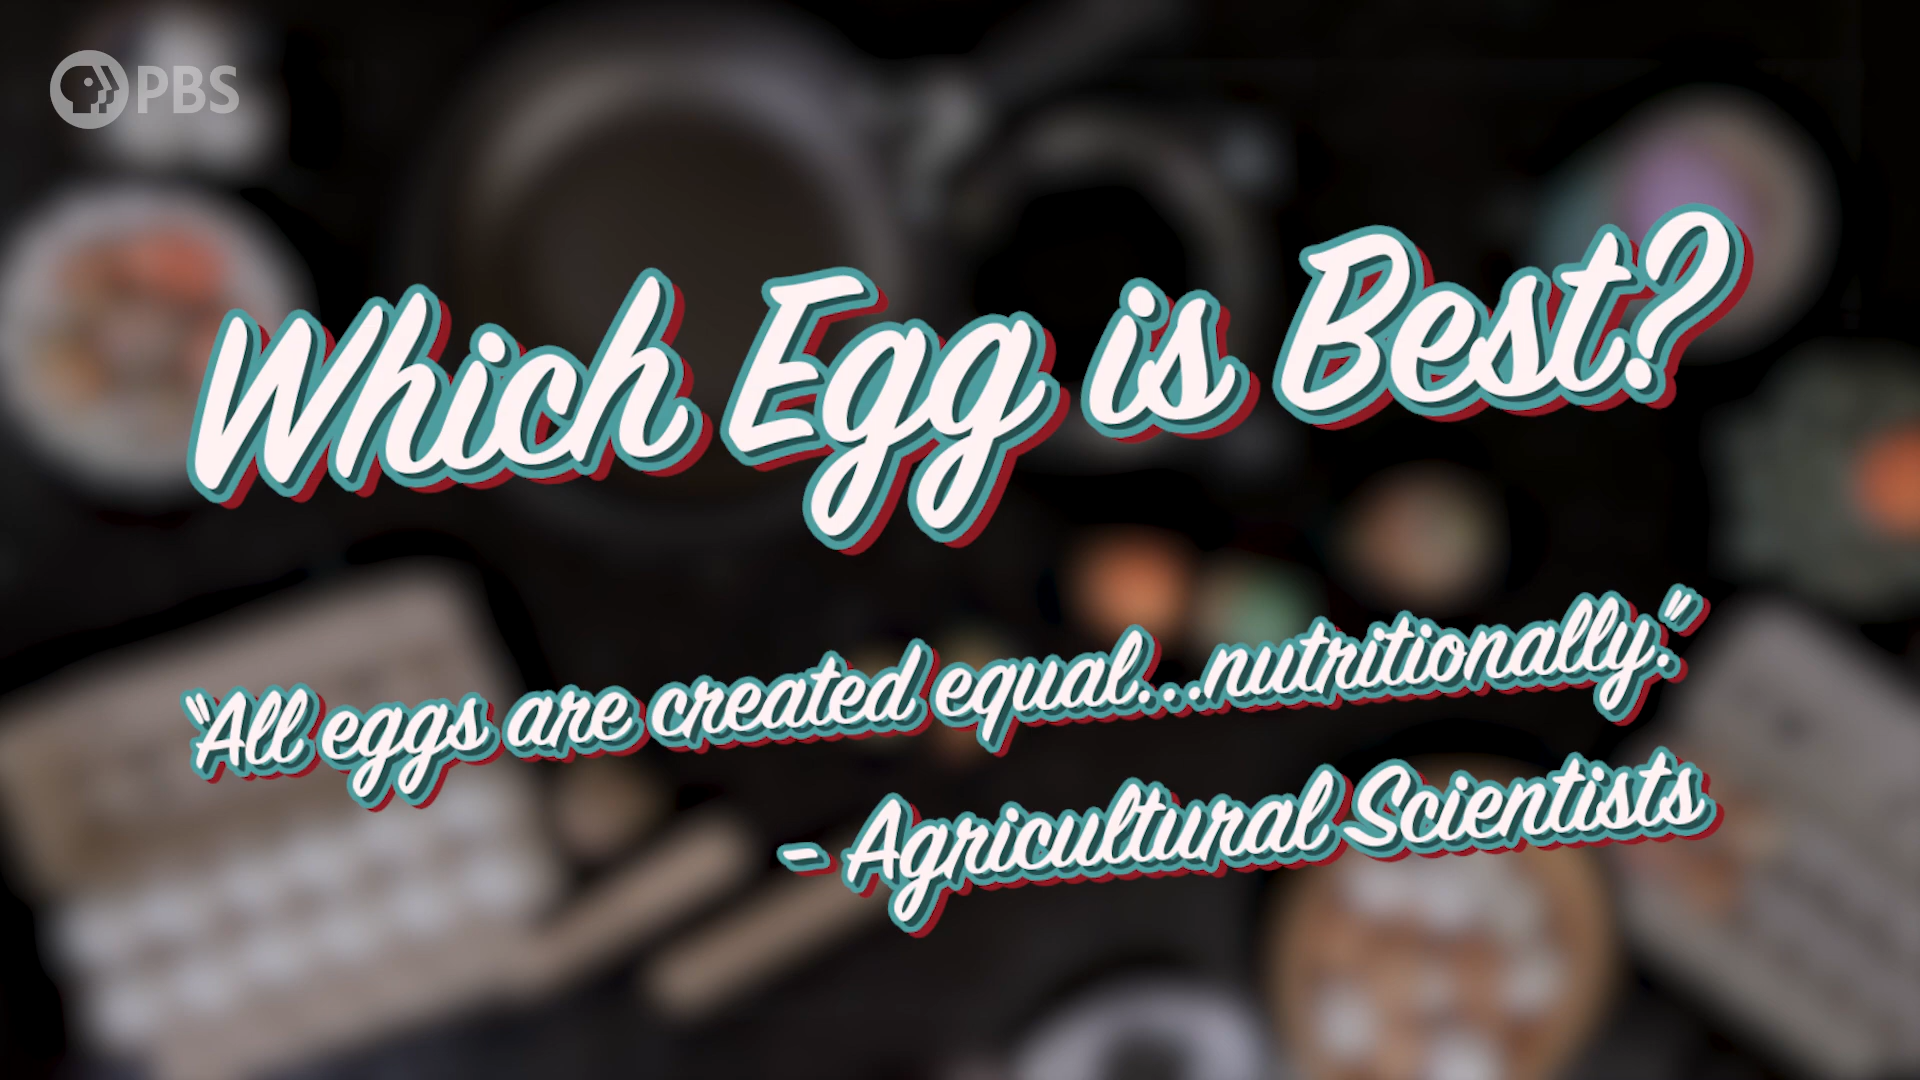 PBS
Which Egg is Best?
"All eggs are created equal...nutritionally."
- Agricultural Scientists